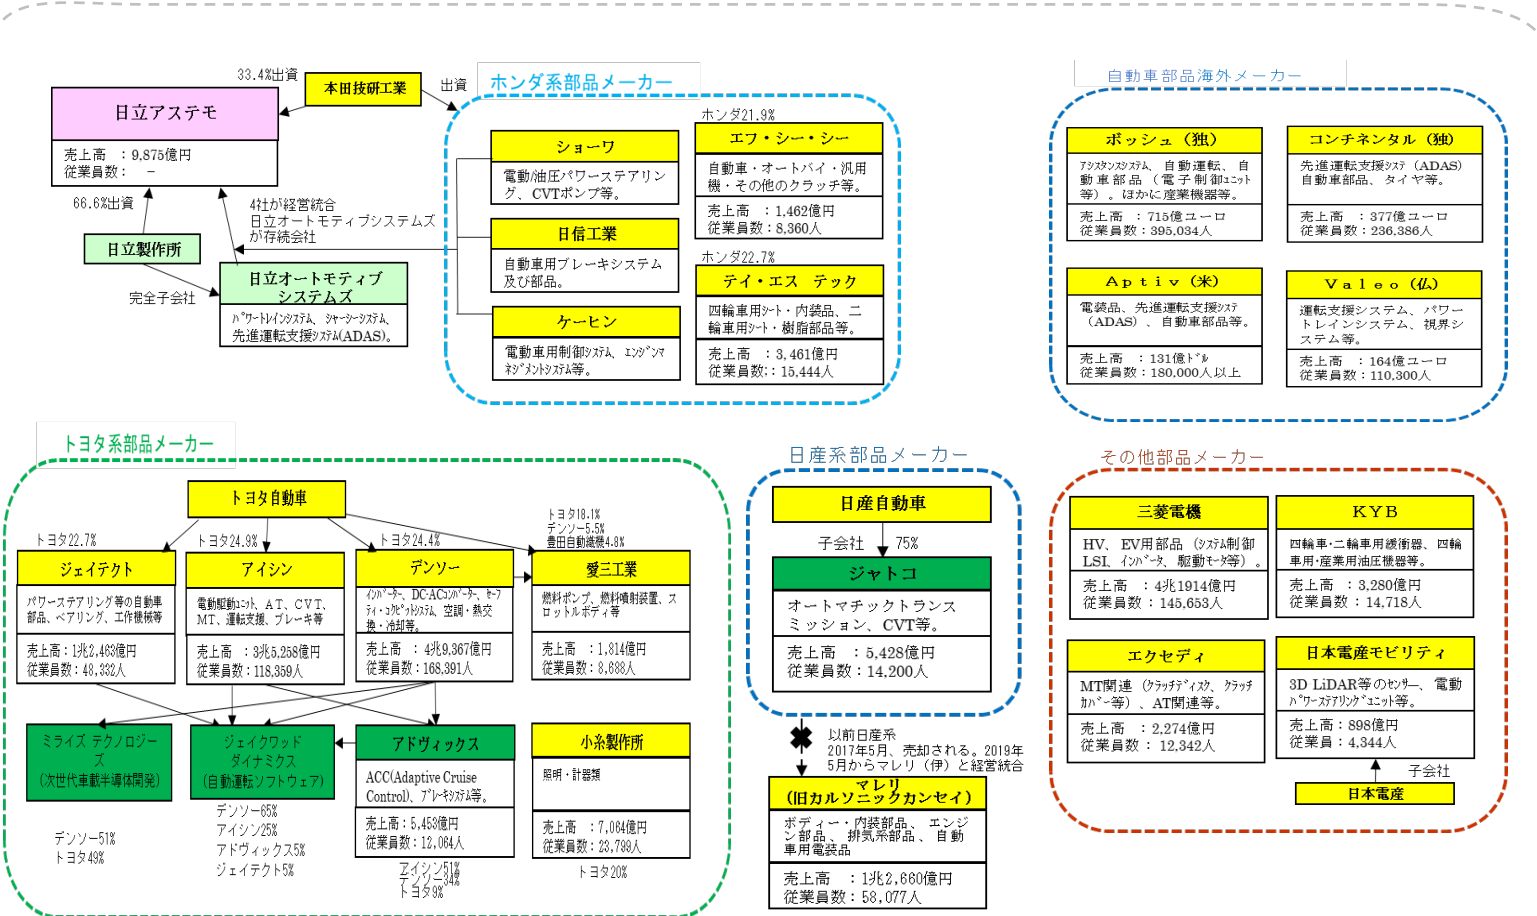 33.4%出資
本田技研工業
出資
日立アステモ
売上高 ：9,875億円
従業員数： －
66.6%出資
日立製作所
完全子会社
4社が経営統合
日立オートモティブシステムズ
が存続会社
日立オートモティブ
システムズ
ﾊﾟﾜｰﾄﾚｲﾝｼｽﾃﾑ、ｼｬｰｼｰｼｽﾃﾑ、
先進運転支援ｼｽﾃﾑ(ADAS)。
ホンダ系部品メーカー
ショーワ
電動/油圧パワーステアリン
グ、CVTポンプ等。
日信工業
自動車用ブレーキシステム
及び部品。
ケーヒン
電動車用制御ｼｽﾃﾑ、ｴﾝｼﾞﾝﾏ
ﾈｼﾞﾒﾝﾄｼｽﾃﾑ等。
ホンダ21.9%
エフ・シー・シー
自動車・オートバイ・汎用
機・その他のクラッチ等。
売上高 ：1,462億円
従業員数：8,360人
ホンダ22.7%
テイ・エス テック
四輪車用ｼｰﾄ・内装品、二
輪車用ｼｰﾄ・樹脂部品等。
売上高 ：3,461億円
従業員数：：15,444人
自動車部品海外メーカー
ボッシュ（独）
ｱｼｽﾀﾝｽｼｽﾃﾑ、自動運転、自
動車部品（電子制御ﾕﾆｯﾄ
等）。ほかに産業機器等。
売上高 ：715億ユーロ
従業員数：395,034人
コンチネンタル（独）
先進運転支援ｼｽﾃ（ADAS）
自動車部品、タイヤ等。
売上高 ：377億ユーロ
従業員数：236,386人
Ａｐｔｉｖ（米）
電装品、先進運転支援ｼｽﾃ
（ADAS）、自動車部品等。
売上高 ：131億ﾄﾞﾙ
従業員数：180,000人以上
Ｖａｌｅｏ（仏）
運転支援システム、パワー
トレインシステム、視界シ
ステム等。
売上高 ：164億ユーロ
従業員数：110,300人
トヨタ系部品メーカー
トヨタ自動車
トヨタ22.7%
ジェイテクト
パワーステアリング等の自動車
部品、ベアリング、工作機械等
売上高：1兆2,463億円
従業員数：48,332人
トヨタ24.9%
アイシン
電動駆動ﾕﾆｯﾄ、AT、CVT、
MT、運転支援、ブレーキ等
売上高 ：3兆5,258億円
従業員数：118,359人
トヨタ24.4%
デンソー
ｲﾝﾊﾞｰﾀｰ、DC-ACｺﾝﾊﾞｰﾀｰ、ｾｰﾌ
ﾃｨ・ｺｸﾋﾟｯﾄｼｽﾃﾑ、空調・熱交
換・冷却等。
売上高 ： 4兆9,367億円
従業員数：168,391人
トヨタ18.1%
デンソー5.5%
豊田自動織機4.8%
愛三工業
燃料ポンプ、燃料噴射装置、ス
ロットルボディ等
売上高 ：1,814億円
従業員数：8,688人
ミライズ テクノロジー
ズ
（次世代車載半導体開発）
デンソー51%
トヨタ49%
ジェイクワッド
ダイナミクス
（自動運転ソフトウェア）
デンソー65%
アイシン25%
アドヴィックス5%
ジェイテクト5%
アドヴィックス
ACC(Adaptive Cruise
Control)、ﾌﾞﾚｰｷｼｽﾃﾑ等。
売上高：5,453億円
従業員数：12,064人
アイシン51%
デンソー34%
トヨタ9%
小糸製作所
照明・計器類
売上高 ：7,064億円
従業員数：23,799人
トヨタ20%
日産系部品メーカー
日産自動車
子会社 75%
ジャトコ
オートマチックトランス
ミッション、CVT等。
売上高 ：5,428億円
従業員数：14,200人
以前日産系
2017年5月、売却される。2019年
5月からマレリ（伊）と経営統合
マレリ
（旧カルソニックカンセイ）
ボディー・内装部品、エンジ
ン部品、排気系部品、自動
車用電装品
売上高 ：1兆2,660億円
従業員数：58,077人
その他部品メーカー
三菱電機
HV、EV用部品（ｼｽﾃﾑ制御
LSI、ｲﾝﾊﾞｰﾀ、駆動ﾓｰﾀ等）。
売上高 ：4兆1914億円
従業員数：145,653人
ＫＹＢ
四輪車・二輪車用緩衝器、四輪
車用・産業用油圧機器等。
売上高 ：3,280億円
従業員数：14,718人
エクセディ
MT関連（ｸﾗｯﾁﾃﾞｨｽｸ、ｸﾗｯﾁ
ｶﾊﾞｰ等）、AT関連等。
売上高 ：2,274億円
従業員数：12,342人
日本電産モビリティ
3D LiDAR等のｾﾝｻｰ、電動
ﾊﾟﾜｰｽﾃｱﾘﾝｸﾞﾕﾆｯﾄ等。
売上高：898億円
従業員：4,344人
子会社
日本電産